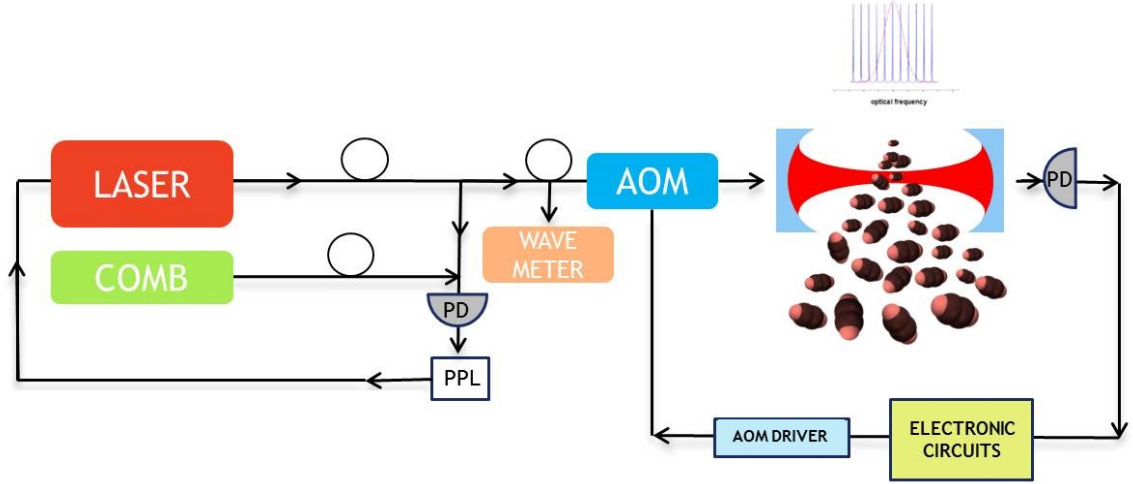 optical frequency
LASER
AOM
PD
WAVE
METER
COMB
PD
PPL
AOM DRIVER
ELECTRONIC
CIRCUITS